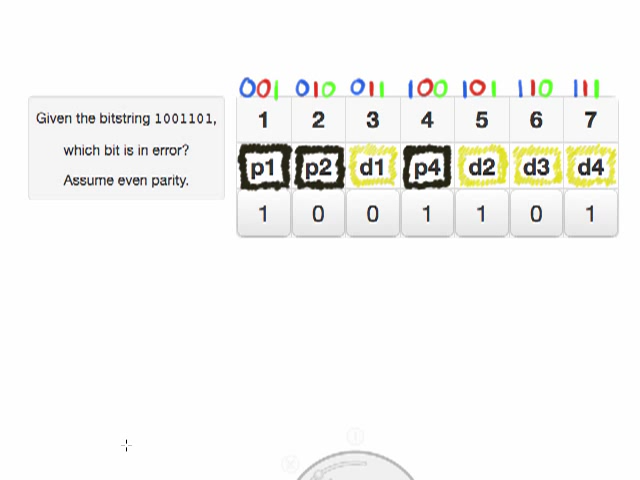 001 010 011 100 101 110 111
Given the bitstring 1001101,
which bit is in error?
Assume even parity.
1 2 3 4 5 6 7
p1 p2 d1 p4 d2 d3 d4
1 0 0 1 1 0 1